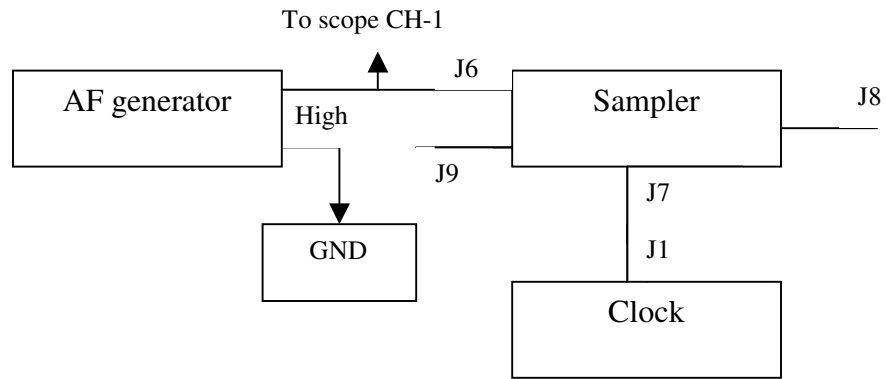 To scope CH-1
J6
AF generator
Sampler
J8
High
J9
J7
GND
J1
Clock